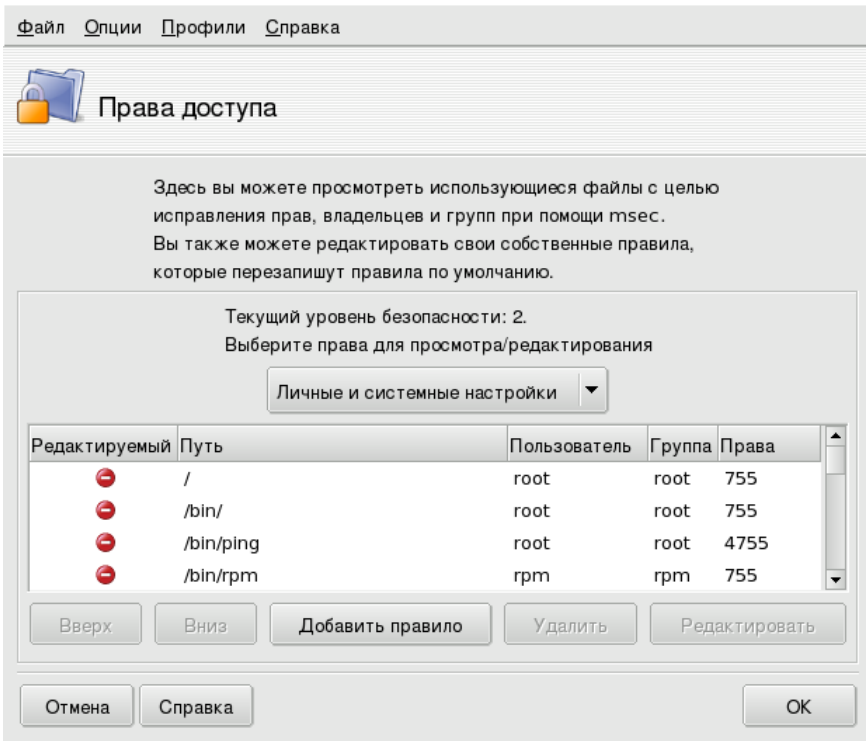 Файл Опции Профили Справка
Права доступа
Здесь вы можете просмотреть использующиеся файлы с целью
исправления прав, владельцев и групп при помощи msec.
Вы также можете редактировать свои собственные правила,
которые перезапишут правила по умолчанию.
Текущий уровень безопасности: 2.
Выберите права для просмотра/редактирования
Личные и системные настройки
Редактируемый Путь Пользователь Группа Права
/ root root 755
/bin/ root root 755
/bin/ping root root 4755
/bin/rpm rpm rpm 755
Вверх Вниз Добавить правило Удалить Редактировать
Отмена Справка OK